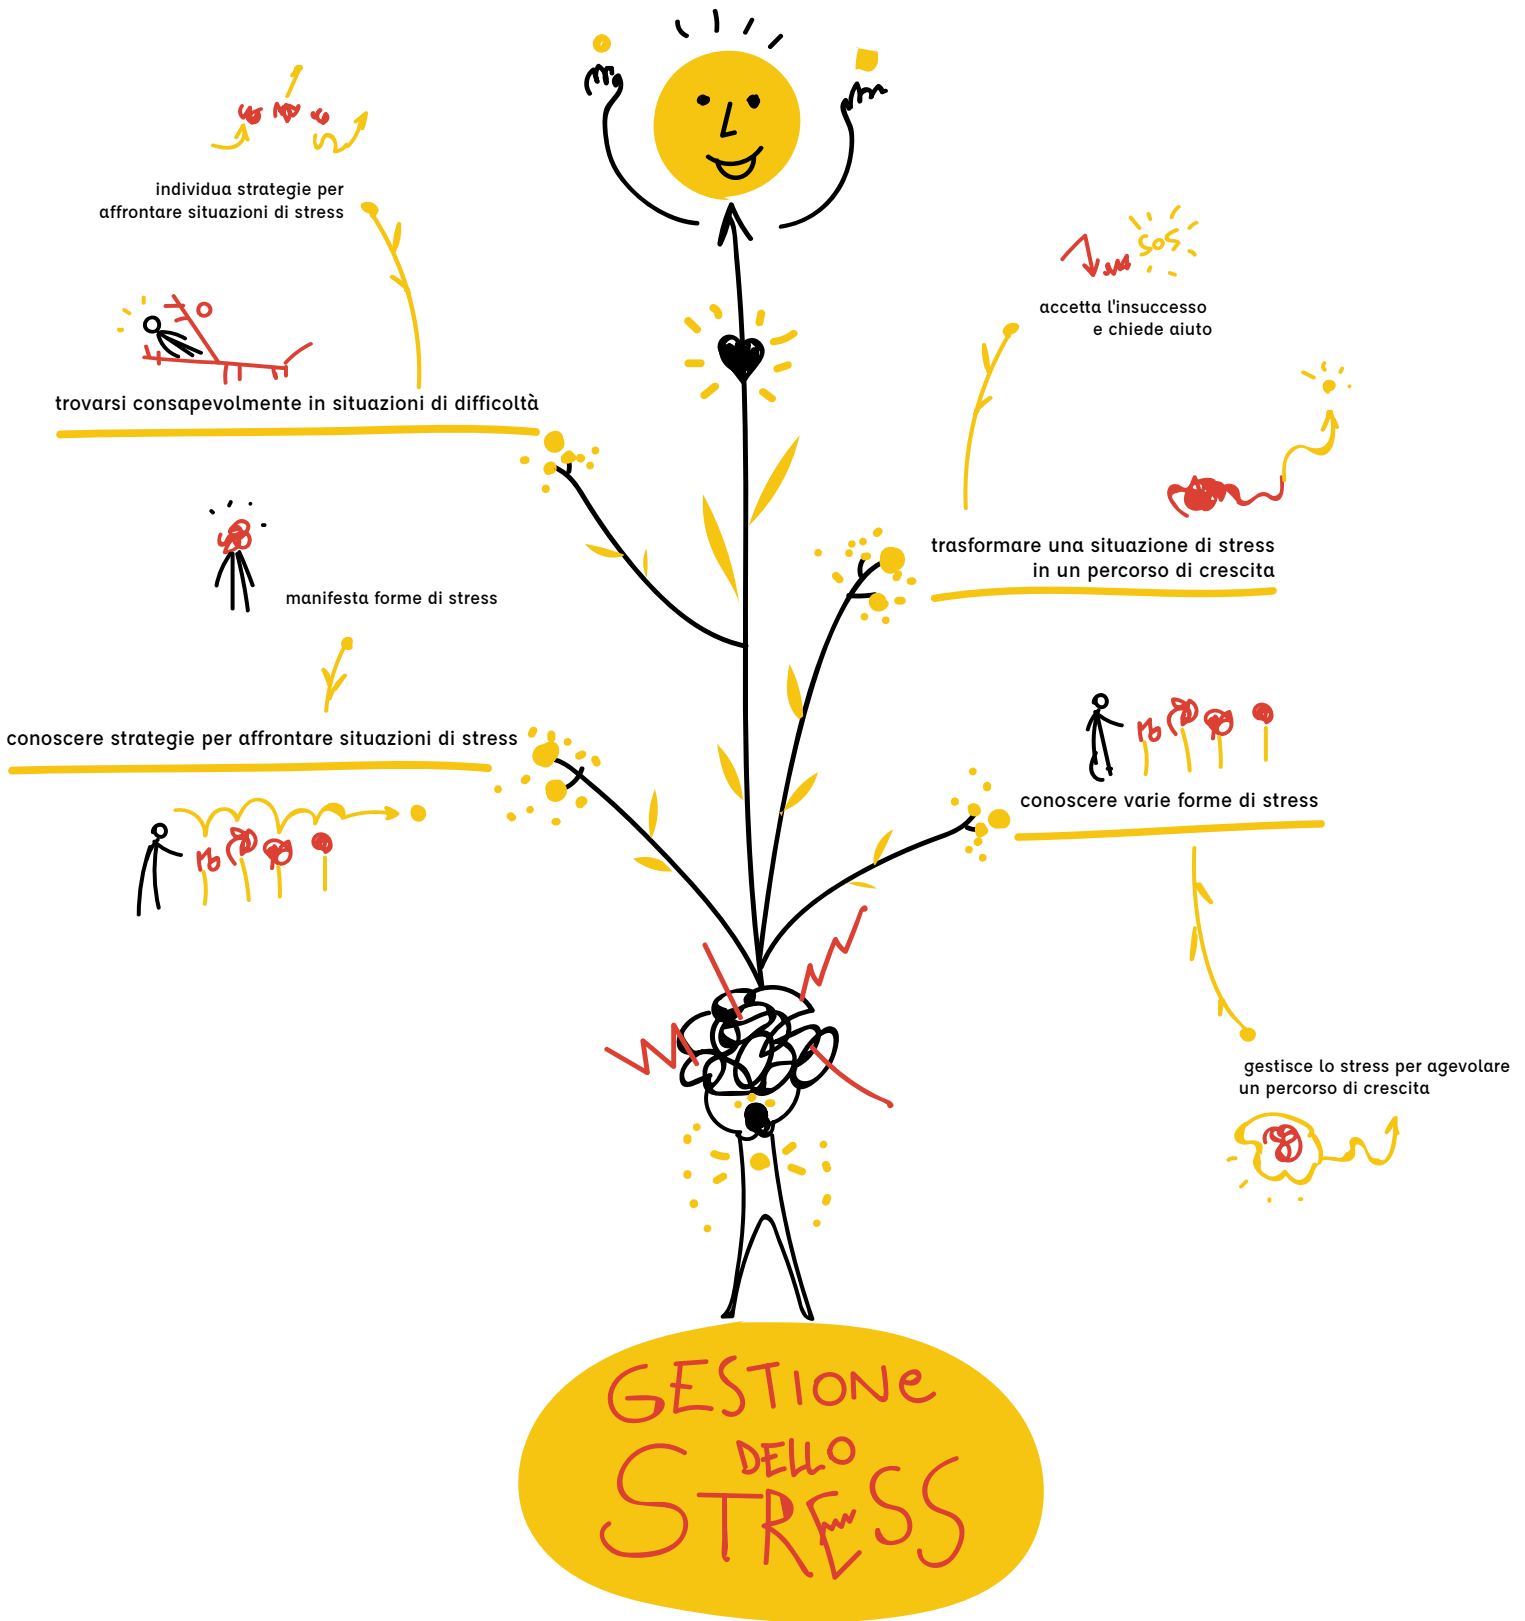 individua strategie per
affrontare situazioni di stress
SOS
accetta l'insuccesso
e chiede aiuto
trovarsi consapevolmente in situazioni di difficoltà
trasformare una situazione di stress
in un percorso di crescita
manifesta forme di stress
conoscere strategie per affrontare situazioni di stress
conoscere varie forme di stress
gestisce lo stress per agevolare
un percorso di crescita
GESTIONe
DELLO
STRESS